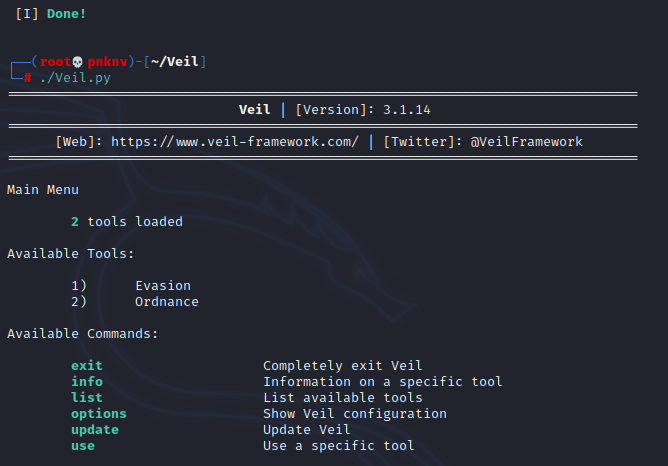 [I] Done!
┌──(root💀pnknv)-[~/Veil]
└─# ./Veil.py
===============================================================================
Veil | [Version]: 3.1.14
===============================================================================
[Web]: https://www.veil-framework.com/ | [Twitter]: @VeilFramework
===============================================================================
Main Menu
2 tools loaded
Available Tools:
1) Evasion
2) Ordnance
Available Commands:
exit Completely exit Veil
info Information on a specific tool
list List available tools
options Show Veil configuration
update Update Veil
use Use a specific tool